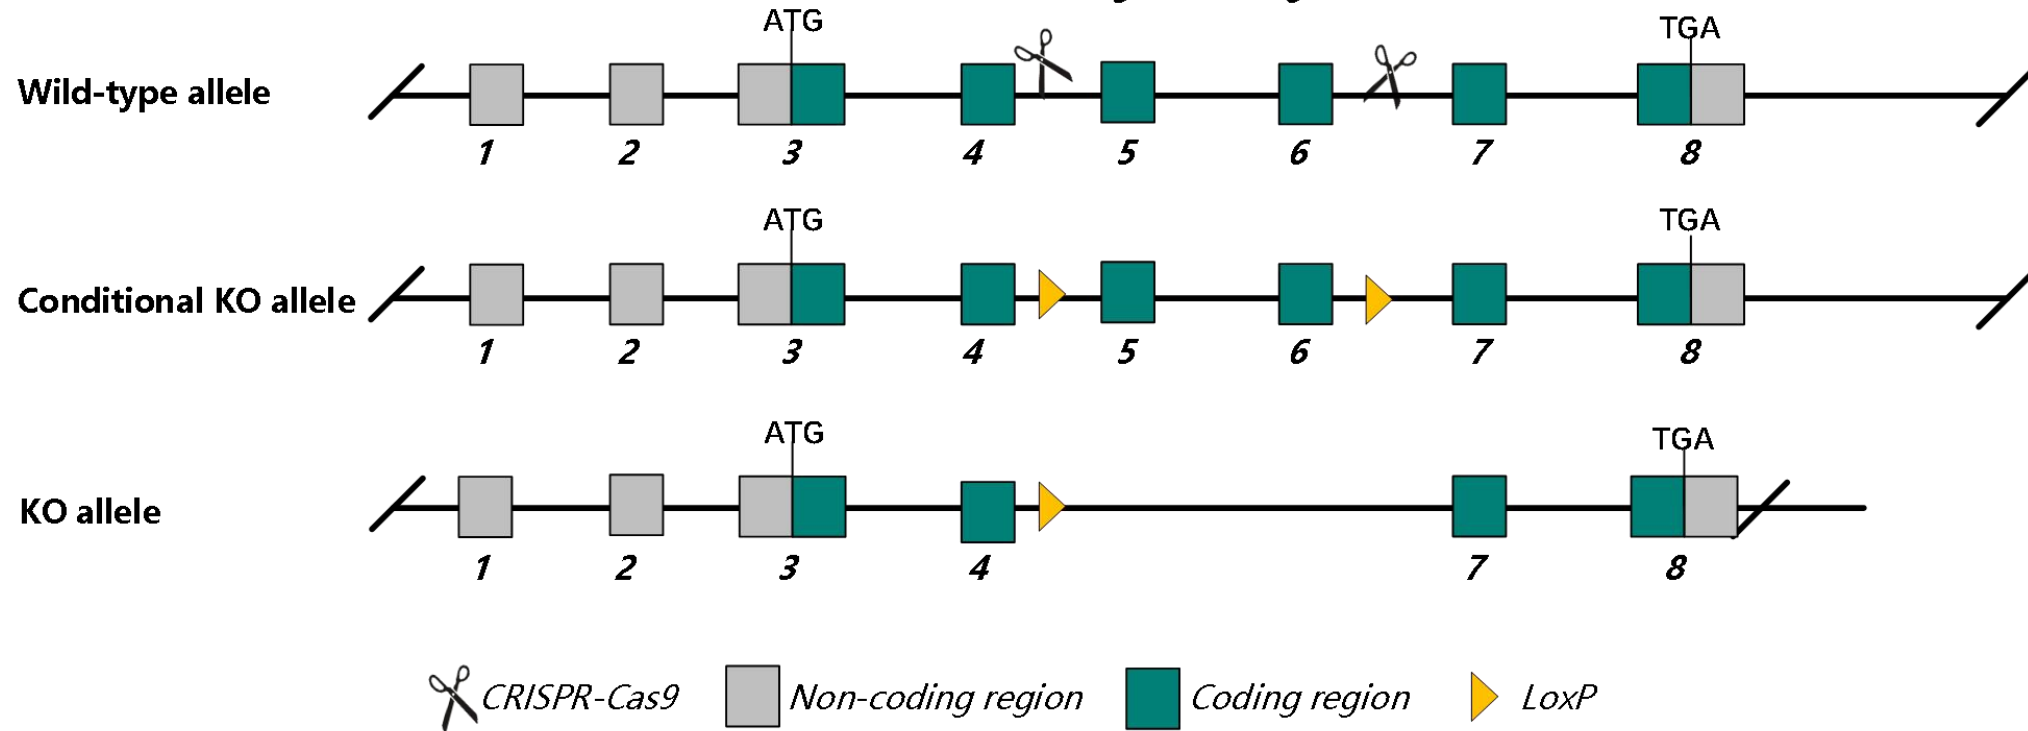 ATG TGA
Wild-type allele
1 2 3 4 5 6 7 8
ATG TGA
Conditional KO allele
1 2 3 4 5 6 7 8
ATG TGA
KO allele
1 2 3 4 7 8
CRISPR-Cas9 Non-coding region Coding region LoxP